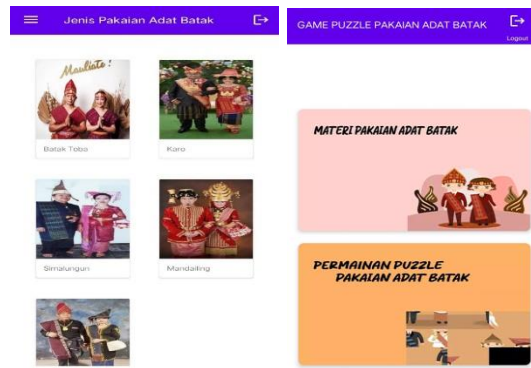 Jenis Pakaian Adat Batak
Mauliate :
Batak Toba
Karo
Simalungun
Mandailing
GAME PUZZLE PAKAIAN ADAT BATAK
Logout
MATERI PAKAIAN ADAT BATAK
PERMAINAN PUZZLE
PAKAIAN ADAT BATAK